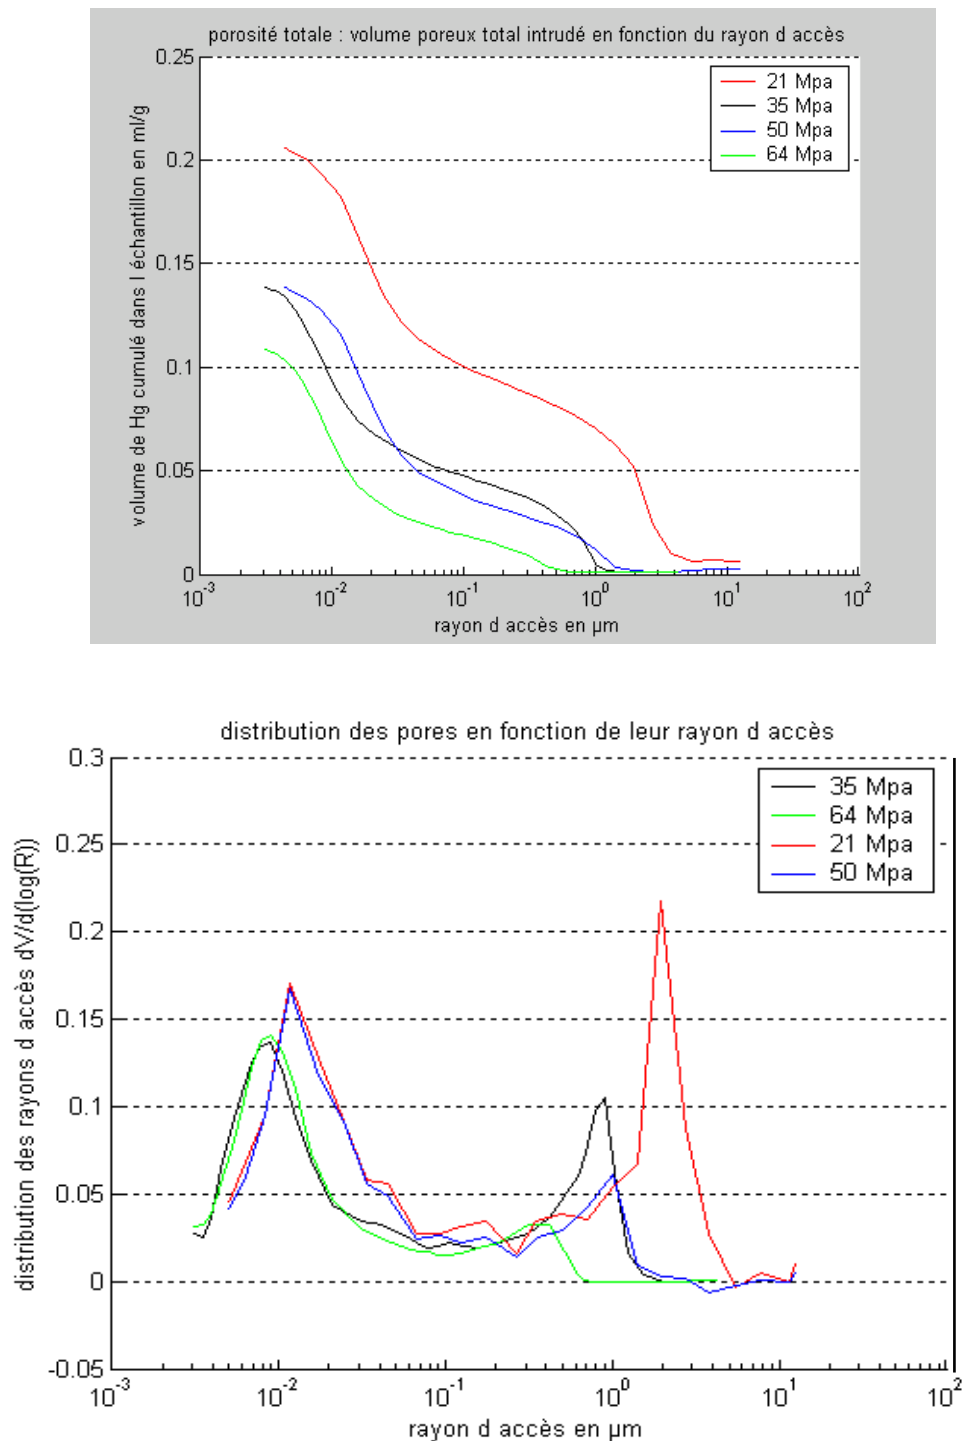 porosité totale : volume poreux total intrudé en fonction du rayon d accès
volume de Hg cumulé dans l échantillon en ml/g
0.25
0.2
0.15
0.1
0.05
0
21 Mpa
35 Mpa
50 Mpa
64 Mpa
10-3
10-2
10-1
100
101
102
rayon d accès en µm
distribution des pores en fonction de leur rayon d accès
distribution des rayons d accès dV/d(log(R))
0.3
0.25
0.2
0.15
0.1
0.05
0
-0.05
35 Mpa
64 Mpa
21 Mpa
50 Mpa
10-3
10-2
10-1
100
101
102
rayon d accès en µm